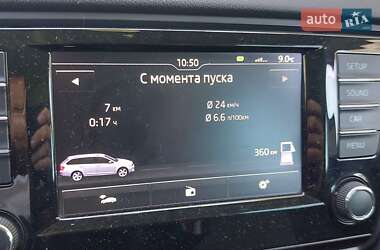 auto RIA
10:50 9.0°C
С момента пуска
7 км Ø 24 км/ч
0:17 ч Ø 6.6 л/100км
360 км
SETUP
SOUND
CAR
MENU